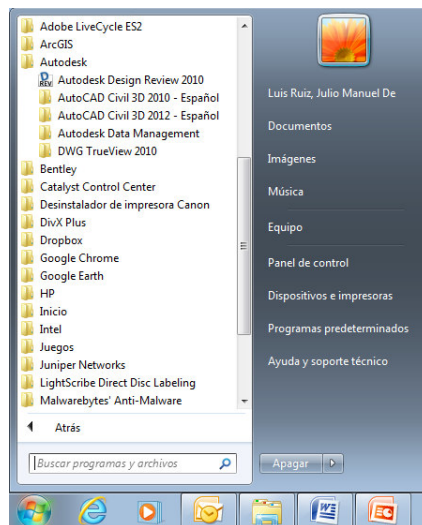 Adobe LiveCycle ES2
ArcGIS
Autodesk
Autodesk Design Review 2010
AutoCAD Civil 3D 2010 - Español
AutoCAD Civil 3D 2012 - Español
Autodesk Data Management
DWG TrueView 2010
Bentley
Catalyst Control Center
Desinstalador de impresora Canon
DivX Plus
Dropbox
Google Chrome
Google Earth
HP
Inicio
Intel
Juegos
Juniper Networks
LightScribe Direct Disc Labeling
Malwarebytes' Anti-Malware
Atrás
Buscar programas y archivos
Luis Ruiz, Julio Manuel De
Documentos
Imágenes
Música
Equipo
Panel de control
Dispositivos e impresoras
Programas predeterminados
Ayuda y soporte técnico
Apagar